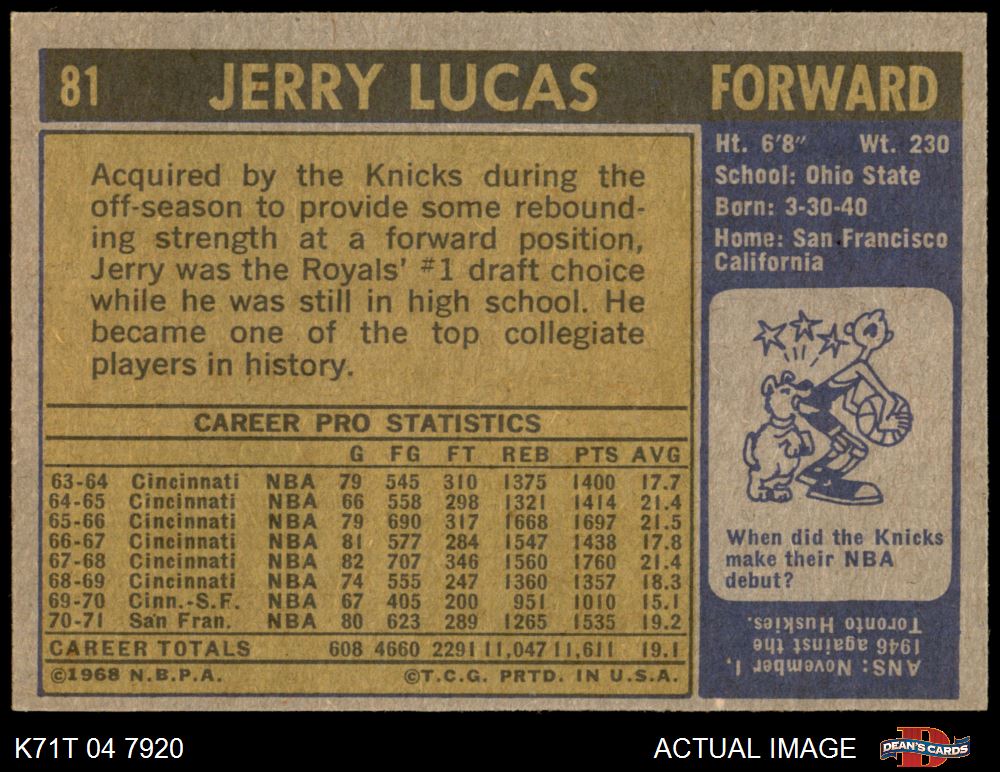 81 JERRY LUCAS FORWARD
Acquired by the Knicks during the
off-season to provide some rebound-
ing strength at a forward position,
Jerry was the Royals' #1 draft choice
while he was still in high school. He
became one of the top collegiate
players in history.
CAREER PRO STATISTICS
G FG FT REB PTS AVG
63-64 Cincinnati NBA 79 545 310 1375 1400 17.7
64-65 Cincinnati NBA 66 558 298 1321 1414 21.4
65-66 Cincinnati NBA 79 690 317 1668 1697 21.5
66-67 Cincinnati NBA 81 577 284 1547 1438 17.8
67-68 Cincinnati NBA 82 707 346 1560 1760 21.4
68-69 Cincinnati NBA 74 555 247 1360 1357 18.3
69-70 Cinn.-S.F. NBA 67 405 200 951 1010 15.1
70-71 San Fran. NBA 80 623 289 1265 1535 19.2
CAREER TOTALS 608 4660 2291 11,047 11,611 19.1
©1968 N.B.P.A. ©T.C.G. PRTD. IN U.S.A.
Ht. 6'8" Wt. 230
School: Ohio State
Born: 3-30-40
Home: San Francisco
California
When did the Knicks
make their NBA
debut?
ANS: November 1,
1946 against the
Toronto Huskies.
K71T 04 7920 ACTUAL IMAGE D DEAN'S CARDS